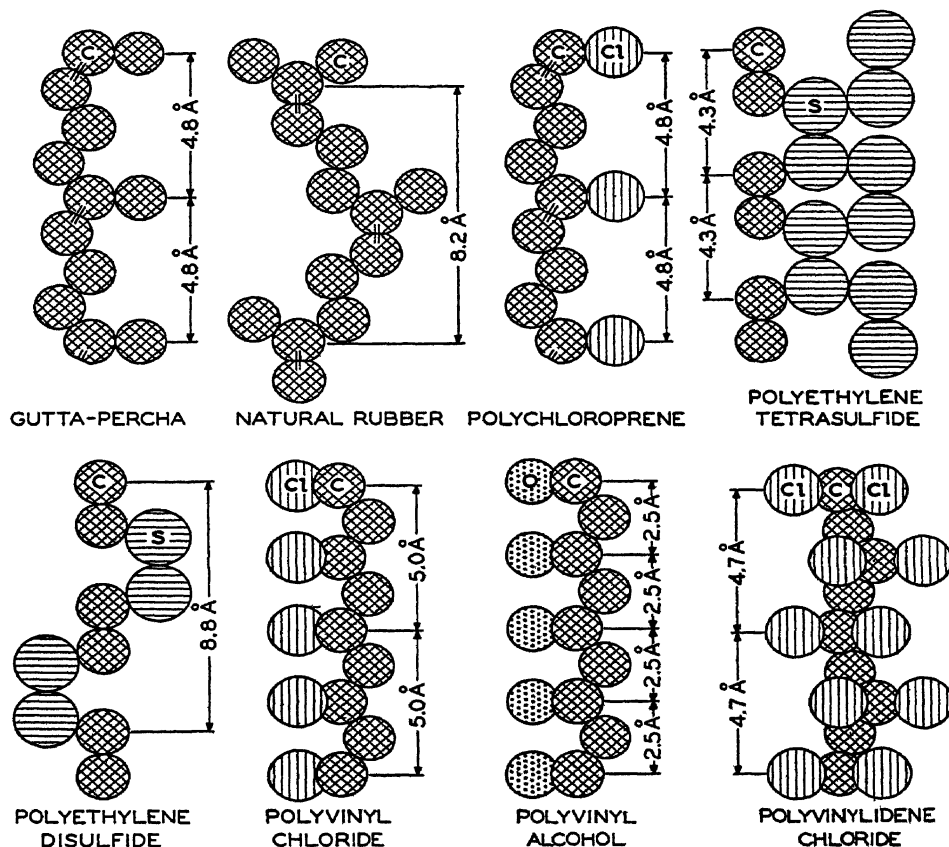 C
4.8Å
4.8Å
GUTTA-PERCHA
C
8.2Å
NATURAL RUBBER
C Cl
4.8Å
4.8Å
POLYCHLOROPRENE
C
S
4.3Å
4.3Å
POLYETHYLENE
TETRASULFIDE
C
S
8.8Å
POLYETHYLENE
DISULFIDE
Cl C
5.0Å
5.0Å
POLYVINYL
CHLORIDE
O C
2.5Å
2.5Å
2.5Å
2.5Å
POLYVINYL
ALCOHOL
Cl C Cl
4.7Å
4.7Å
POLYVINYLIDENE
CHLORIDE